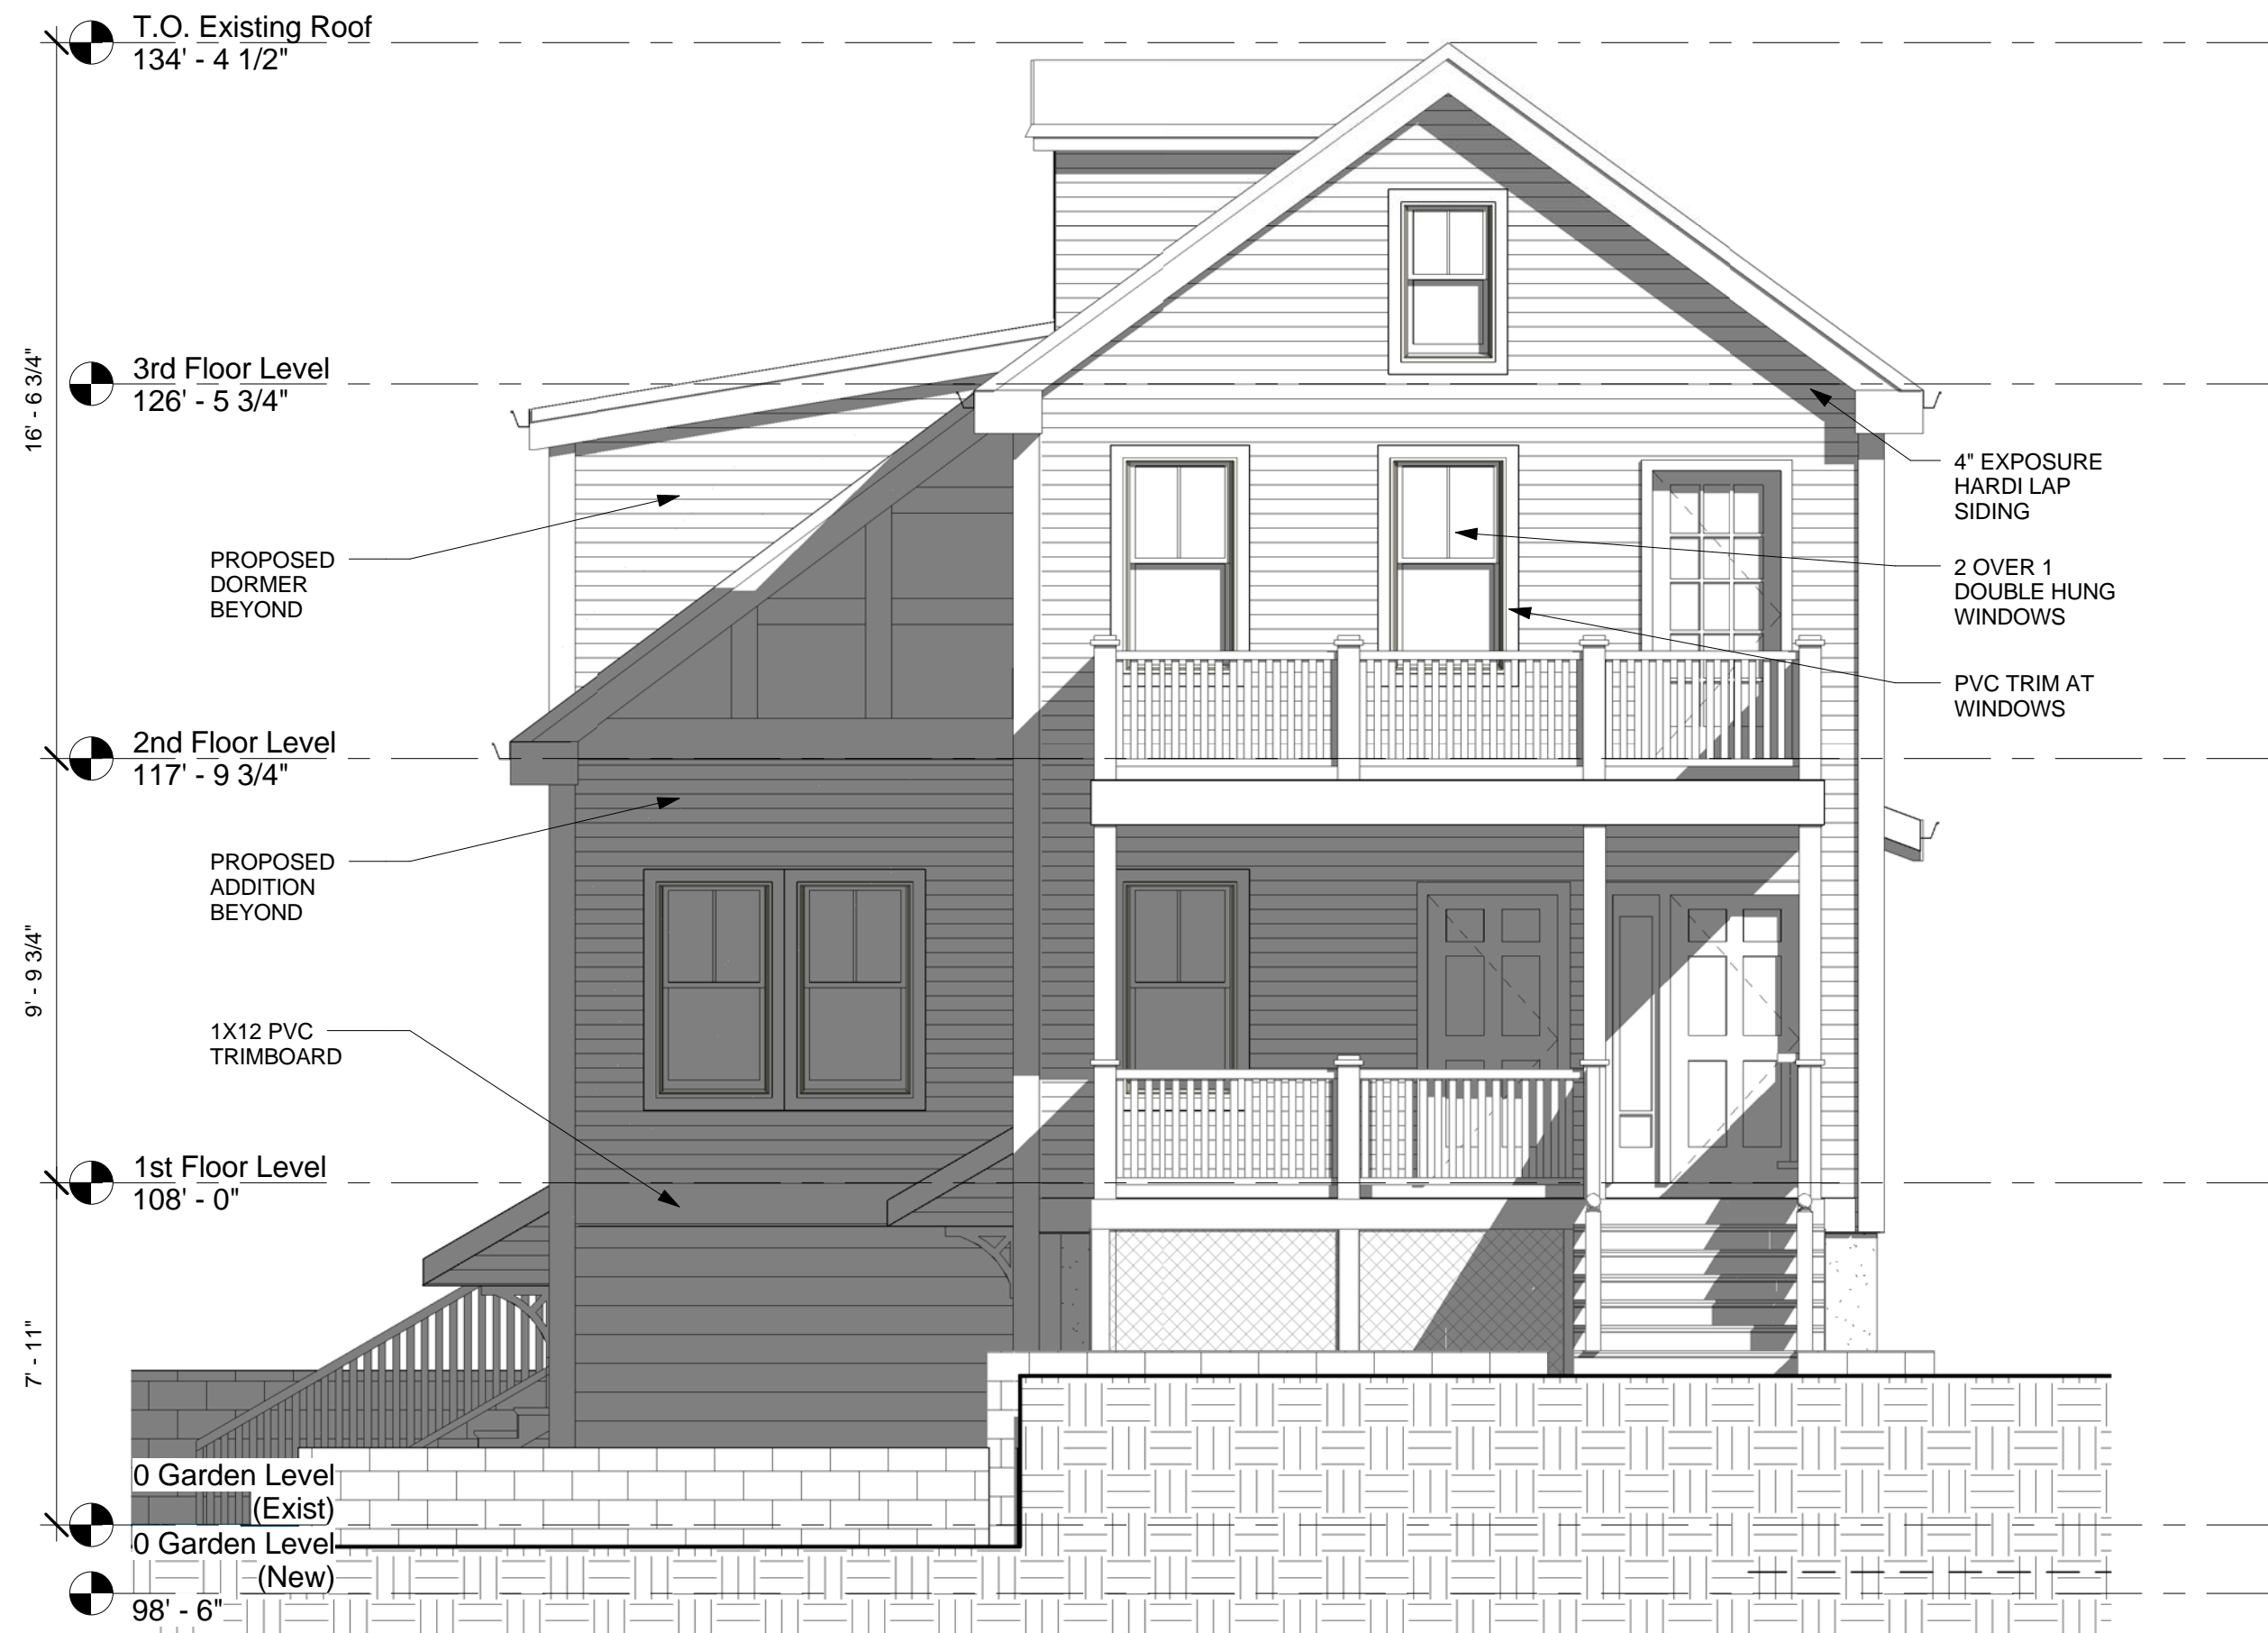 T.O. Existing Roof
134' - 4 1/2"
3rd Floor Level
126' - 5 3/4"
16' - 6 3/4"
4" EXPOSURE
HARDI LAP
SIDING
PROPOSED
DORMER
BEYOND
2 OVER 1
DOUBLE HUNG
WINDOWS
PVC TRIM AT
WINDOWS
2nd Floor Level
117' - 9 3/4"
PROPOSED
ADDITION
BEYOND
9' - 9 3/4"
1X12 PVC
TRIMBOARD
1st Floor Level
108' - 0"
7' - 11"
0 Garden Level
(Exist)
0 Garden Level
(New)
98' - 6"